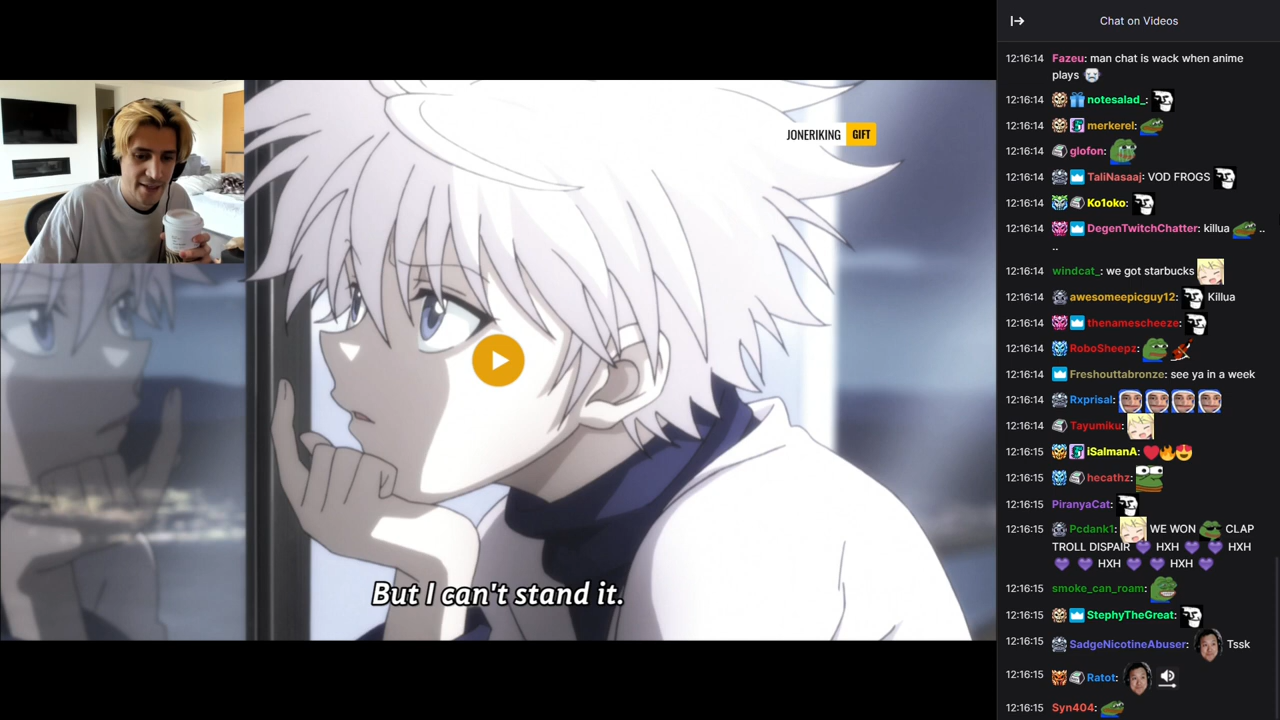 JONERIKING GIFT
But I can't stand it.
Chat on Videos
12:16:14 Fazeu: man chat is wack when anime
plays
12:16:14 notesalad_:
12:16:14 merkerel:
12:16:14 glofon:
12:16:14 TaliNasaaj: VOD FROGS
12:16:14 Ko1oko:
12:16:14 DegenTwitchChatter: killua ..
..
12:16:14 windcat_: we got starbucks
12:16:14 awesomeepicguy12: Killua
12:16:14 thenamescheeze:
12:16:14 RoboSheepz:
12:16:14 Freshouttabronze: see ya in a week
12:16:14 Rxprisal:
12:16:14 Tayumiku:
12:16:15 iSalmanA:
12:16:15 hecathz:
12:16:15 PiranyaCat:
12:16:15 Pcdank1: WE WON CLAP
TROLL DISPAIR HXH HXH
HXH HXH
12:16:15 smoke_can_roam:
12:16:15 StephyTheGreat:
12:16:15 SadgeNicotineAbuser: Tssk
12:16:15 Ratot:
12:16:15 Syn404: